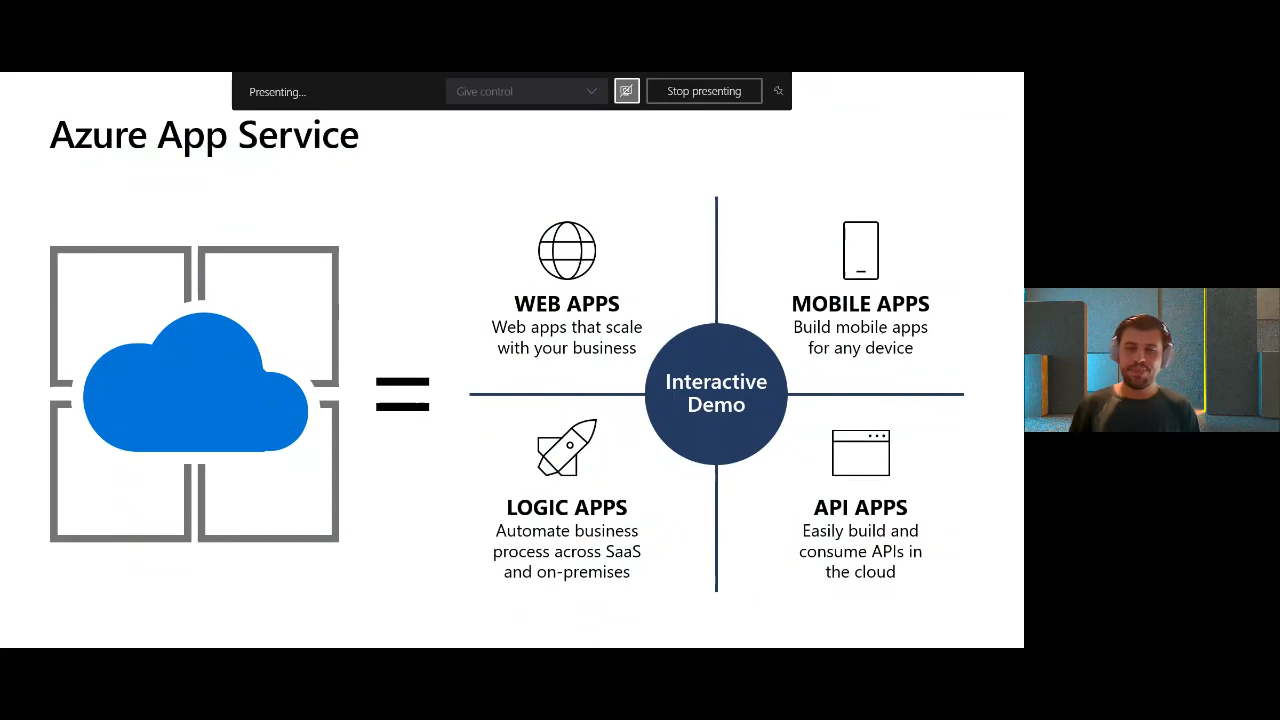 Presenting...
Give control
Stop presenting
Azure App Service
WEB APPS
Web apps that scale
with your business
MOBILE APPS
Build mobile apps
for any device
Interactive
Demo
LOGIC APPS
Automate business
process across SaaS
and on-premises
API APPS
Easily build and
consume APIs in
the cloud